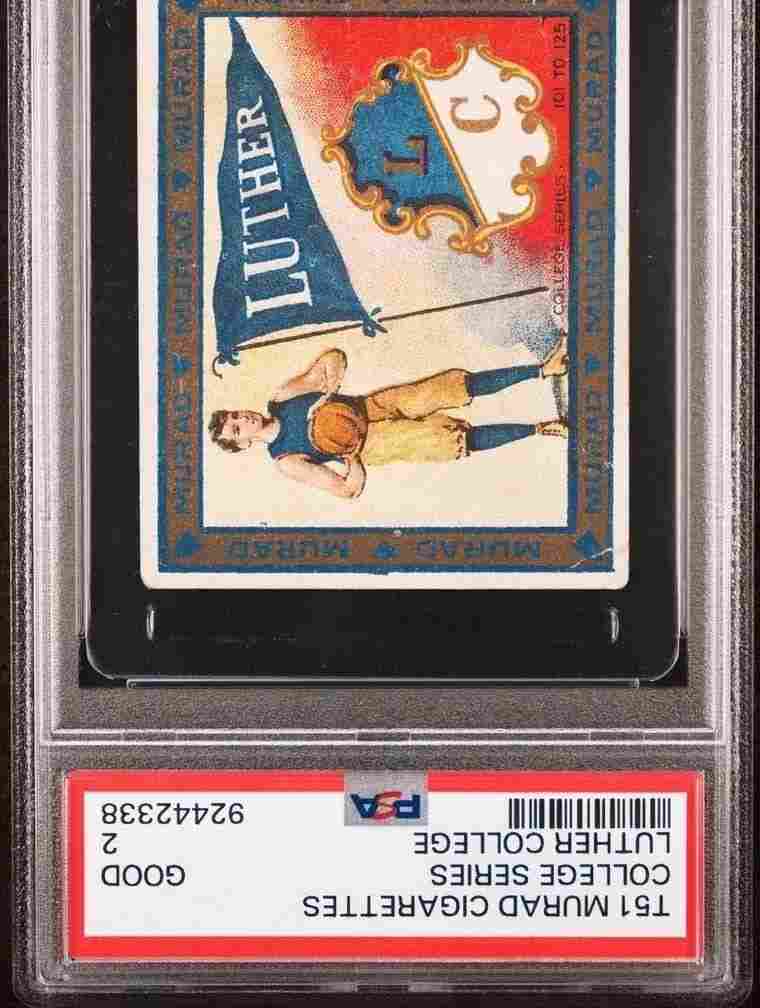 T51 MURAD CIGARETTES
COLLEGE SERIES
LUTHER COLLEGE
GOOD
2
92442338
PSA
LUTHER
L
C
COLLEGE SERIES. 101 TO 125
MURAD MURAD MURAD
MURAD MURAD
MURAD MURAD MURAD